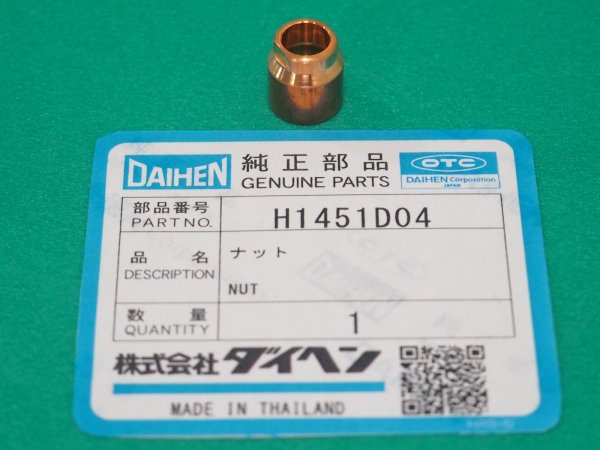 DAIHEN 純正部品 OTC
GENUINE PARTS DAIHEN Corporation
JAPAN
部品番号 H1451D04
PART NO.
品名 ナット
DESCRIPTION
NUT
数量 1
QUANTITY
株式会社 ダイヘン
MADE IN THAILAND